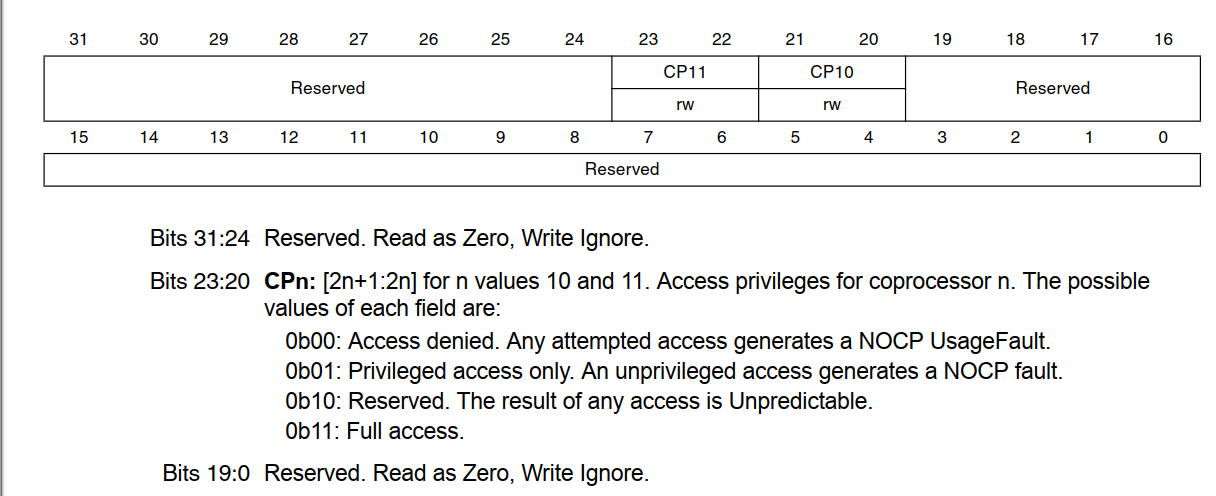 31 30 29 28 27 26 25 24 23 22 21 20 19 18 17 16
Reserved CP11 CP10 Reserved
rw rw
15 14 13 12 11 10 9 8 7 6 5 4 3 2 1 0
Reserved
Bits 31:24 Reserved. Read as Zero, Write Ignore.
Bits 23:20 CPn: [2n+1:2n] for n values 10 and 11. Access privileges for coprocessor n. The possible
values of each field are:
0b00: Access denied. Any attempted access generates a NOCP UsageFault.
0b01: Privileged access only. An unprivileged access generates a NOCP fault.
0b10: Reserved. The result of any access is Unpredictable.
0b11: Full access.
Bits 19:0 Reserved. Read as Zero, Write Ignore.